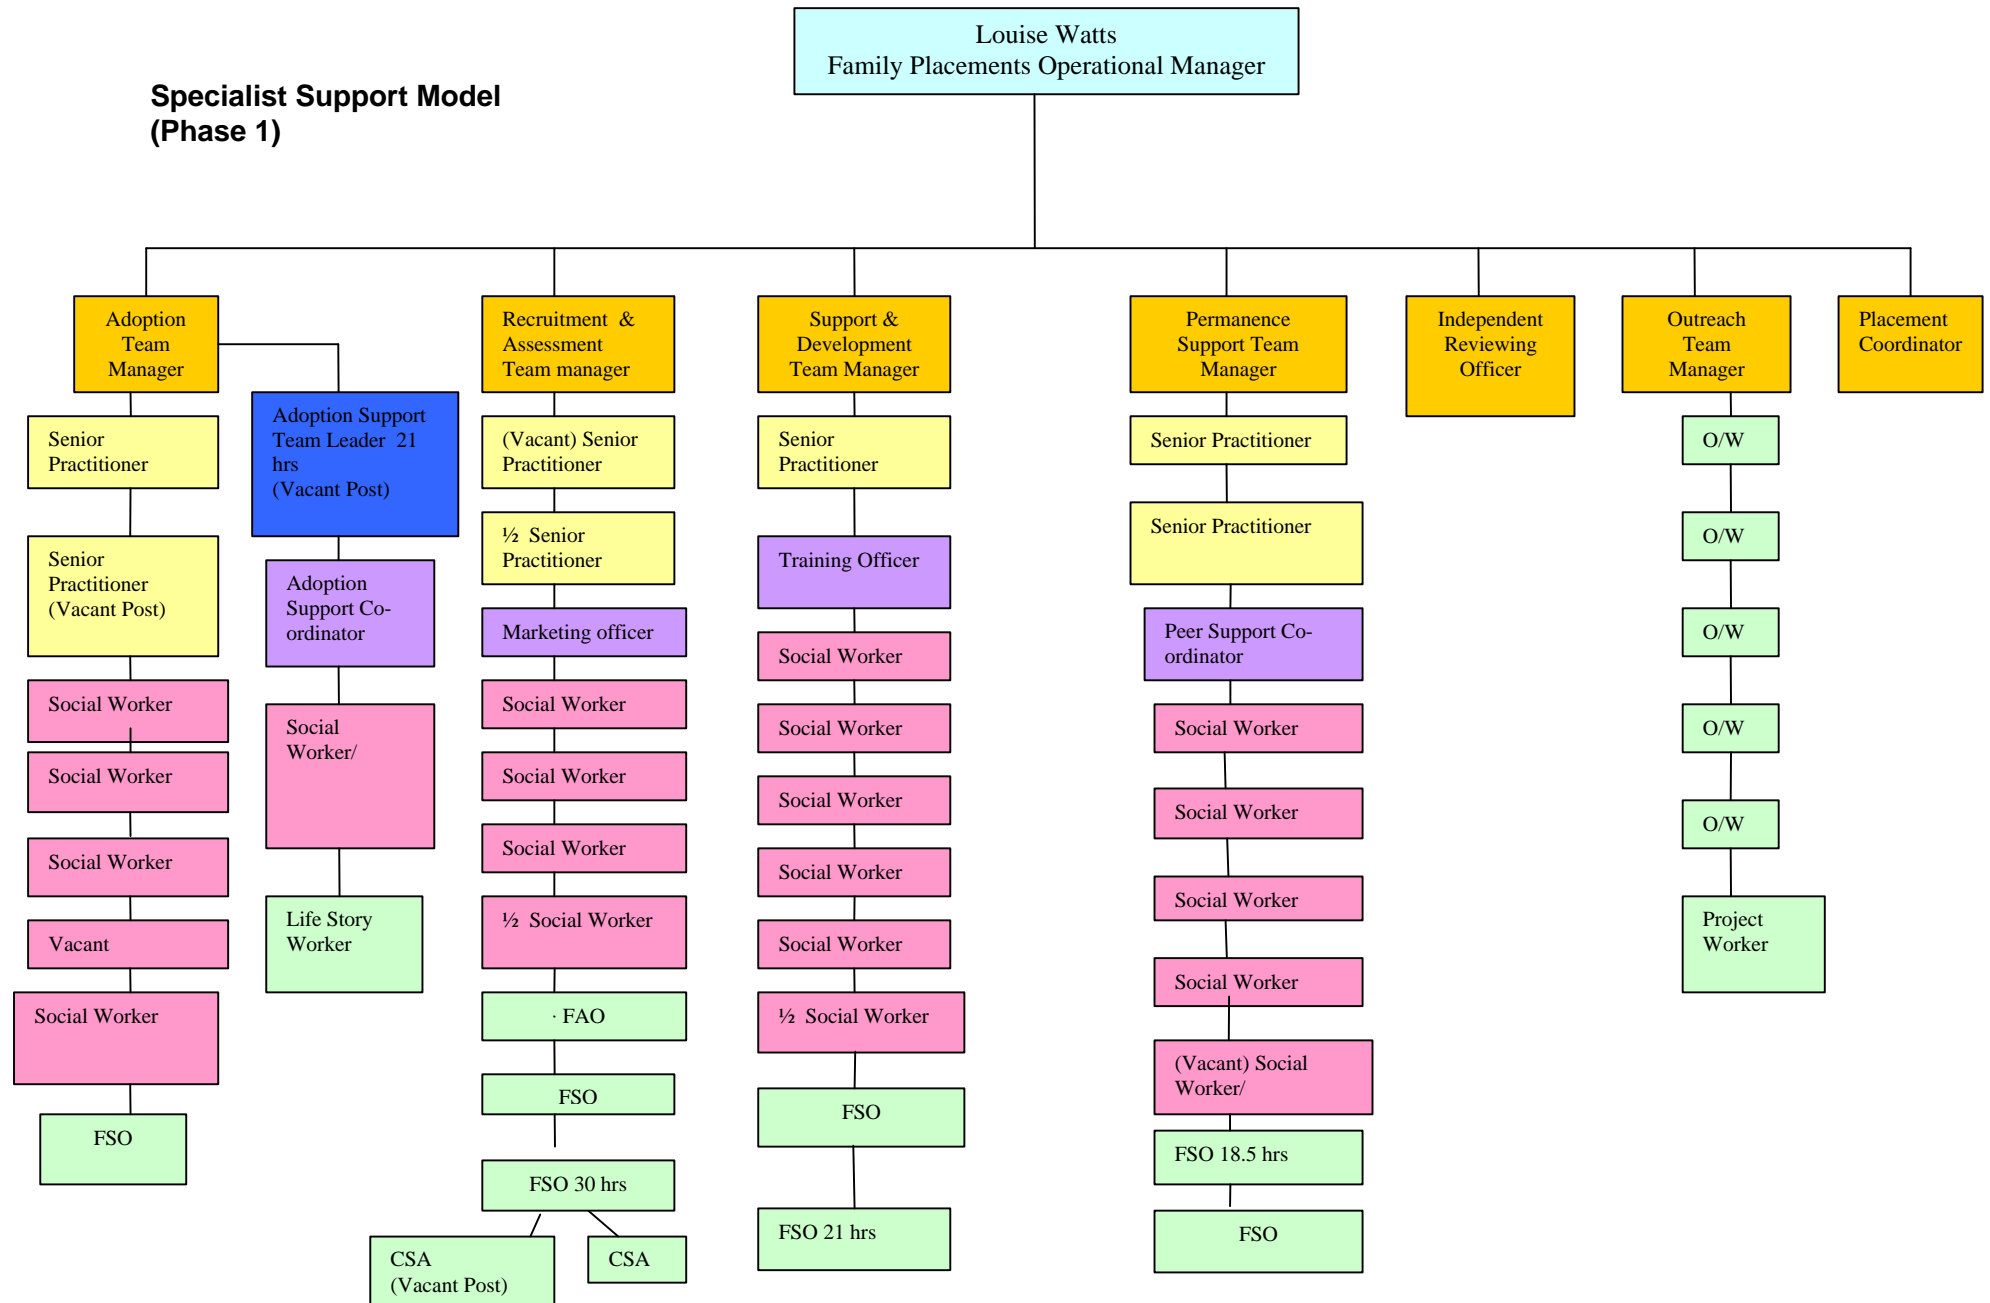 Louise Watts
Family Placements Operational Manager
Specialist Support Model
(Phase 1)
Adoption
Team
Manager
Recruitment &
Assessment
Team manager
Support &
Development
Team Manager
Permanence
Support Team
Manager
Independent
Reviewing
Officer
Outreach
Team
Manager
Placement
Coordinator
Senior
Practitioner
Senior
Practitioner
(Vacant Post)
Social Worker
Social Worker
Social Worker
Vacant
Social Worker
FSO
Adoption Support
Team Leader 21
hrs
(Vacant Post)
Adoption
Support Co-
ordinator
Social
Worker/
Life Story
Worker
(Vacant) Senior
Practitioner
½ Senior
Practitioner
Marketing officer
Social Worker
Social Worker
Social Worker
½ Social Worker
· FAO
FSO
FSO 30 hrs
CSA
(Vacant Post)
CSA
Senior
Practitioner
Training Officer
Social Worker
Social Worker
Social Worker
Social Worker
Social Worker
½ Social Worker
FSO
FSO 21 hrs
Senior Practitioner
Senior Practitioner
Peer Support Co-
ordinator
Social Worker
Social Worker
Social Worker
Social Worker
(Vacant) Social
Worker/
FSO 18.5 hrs
FSO
O/W
O/W
O/W
O/W
O/W
Project
Worker